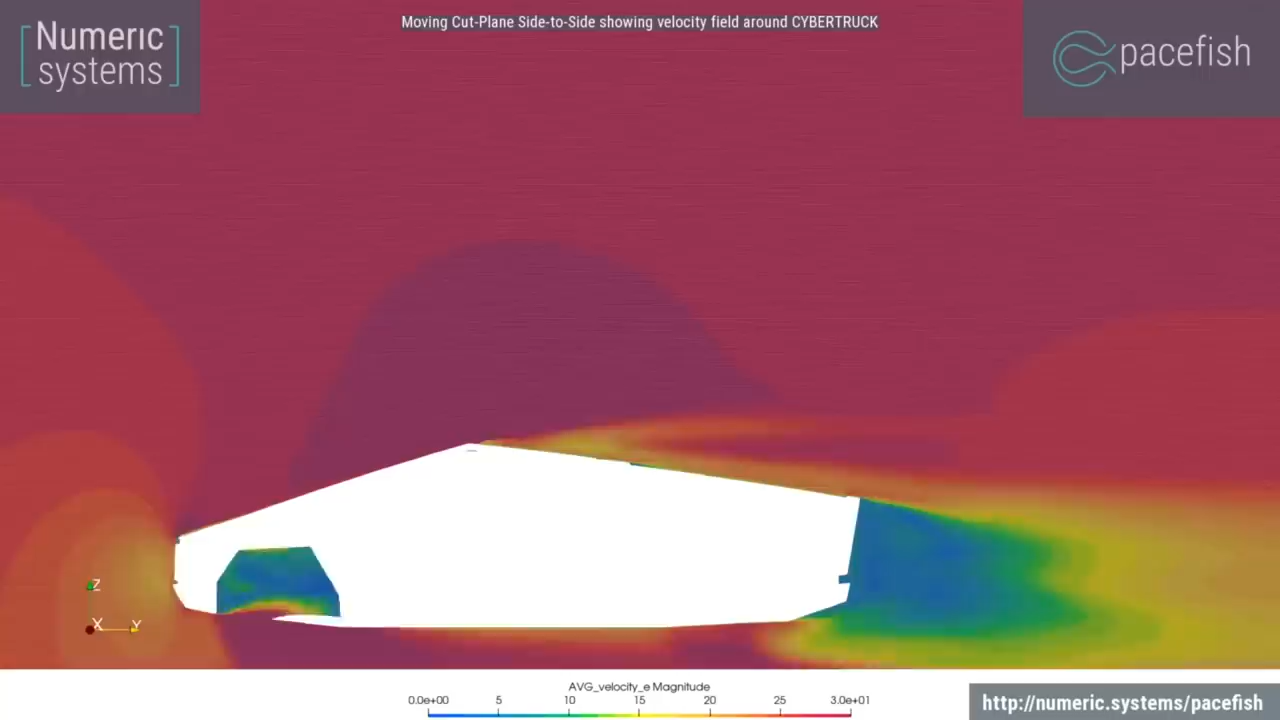 Numeric
systems
Moving Cut-Plane Side-to-Side showing velocity field around CYBERTRUCK
pacefish
Z
X
Y
AVG_velocity_e Magnitude
0.0e+00 5 10 15 20 25 3.0e+01
http://numeric.systems/pacefish